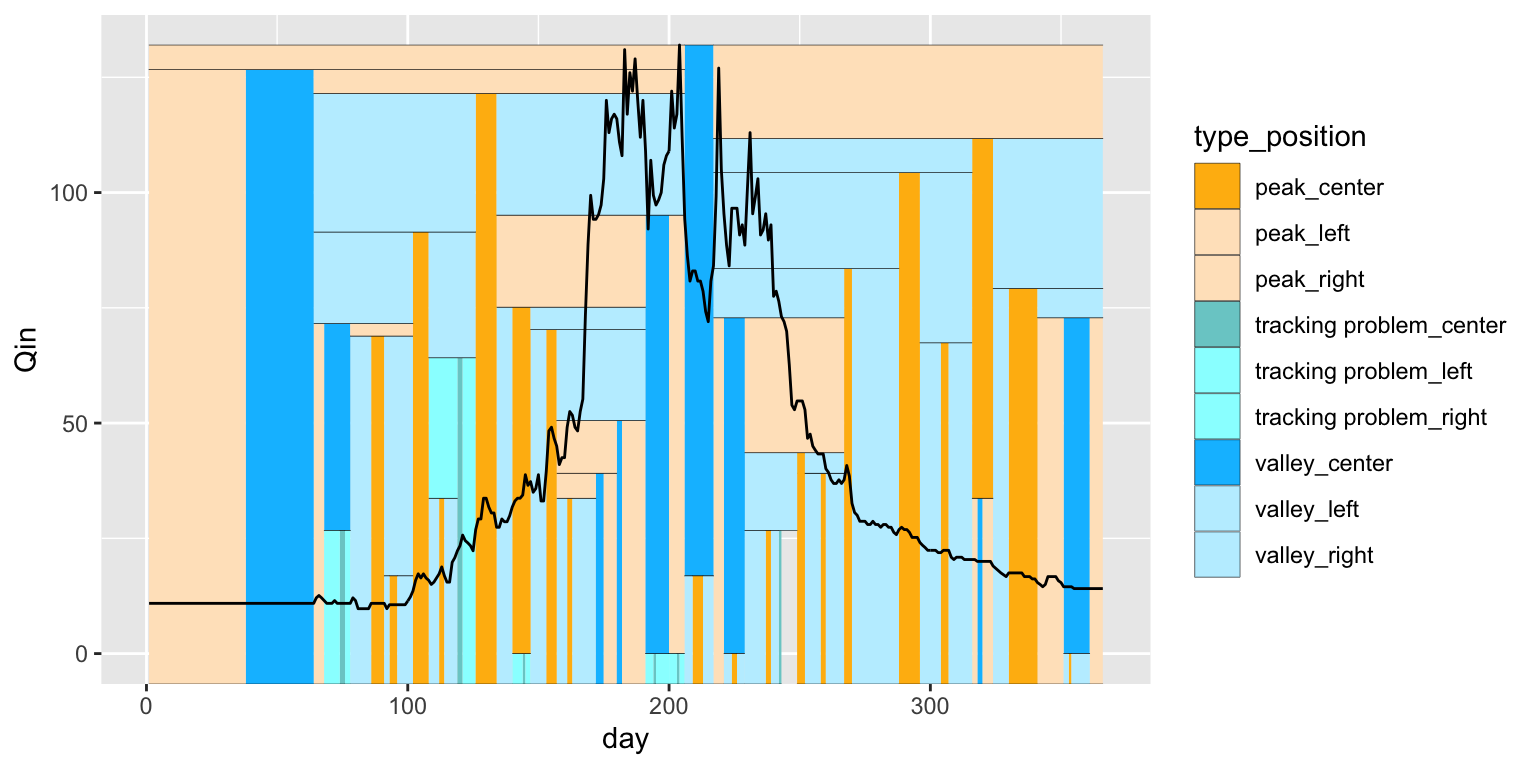 Qin
100
50
0
0
100
200
300
day
type_position
peak_center
peak_left
peak_right
tracking problem_center
tracking problem_left
tracking problem_right
valley_center
valley_left
valley_right